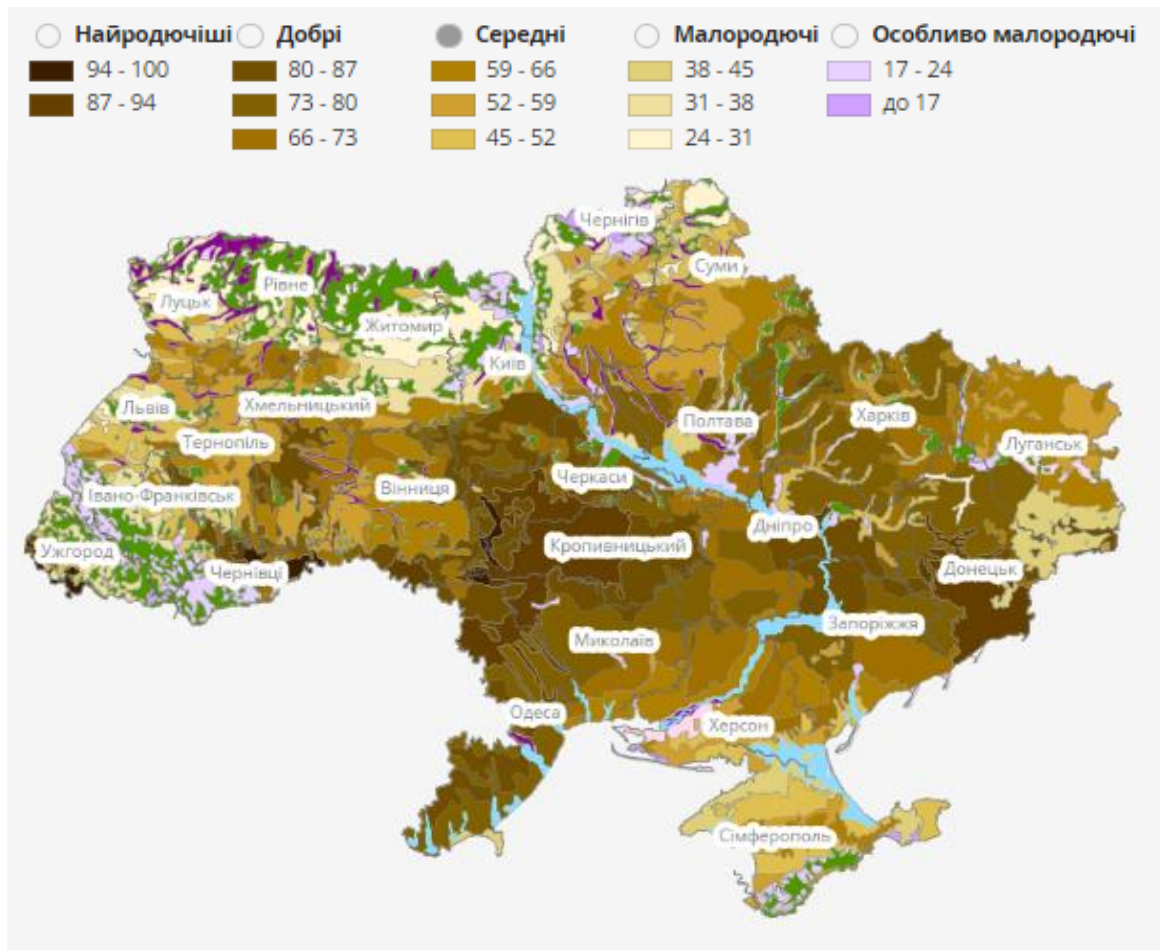 Найродючіші Добрі Середні Малородючі Особливо малородючі
94 - 100 80 - 87 59 - 66 38 - 45 17 - 24
87 - 94 73 - 80 52 - 59 31 - 38 до 17
66 - 73 45 - 52 24 - 31
Чернігів
Суми
Рівне
Луцьк
Житомир
Київ
Львів
Хмельницький
Полтава
Харків
Тернопіль
Луганськ
Черкаси
Вінниця
Івано-Франківськ
Дніпро
Кропивницький
Ужгород
Чернівці
Донецьк
Запоріжжя
Миколаїв
Одеса
Херсон
Сімферополь